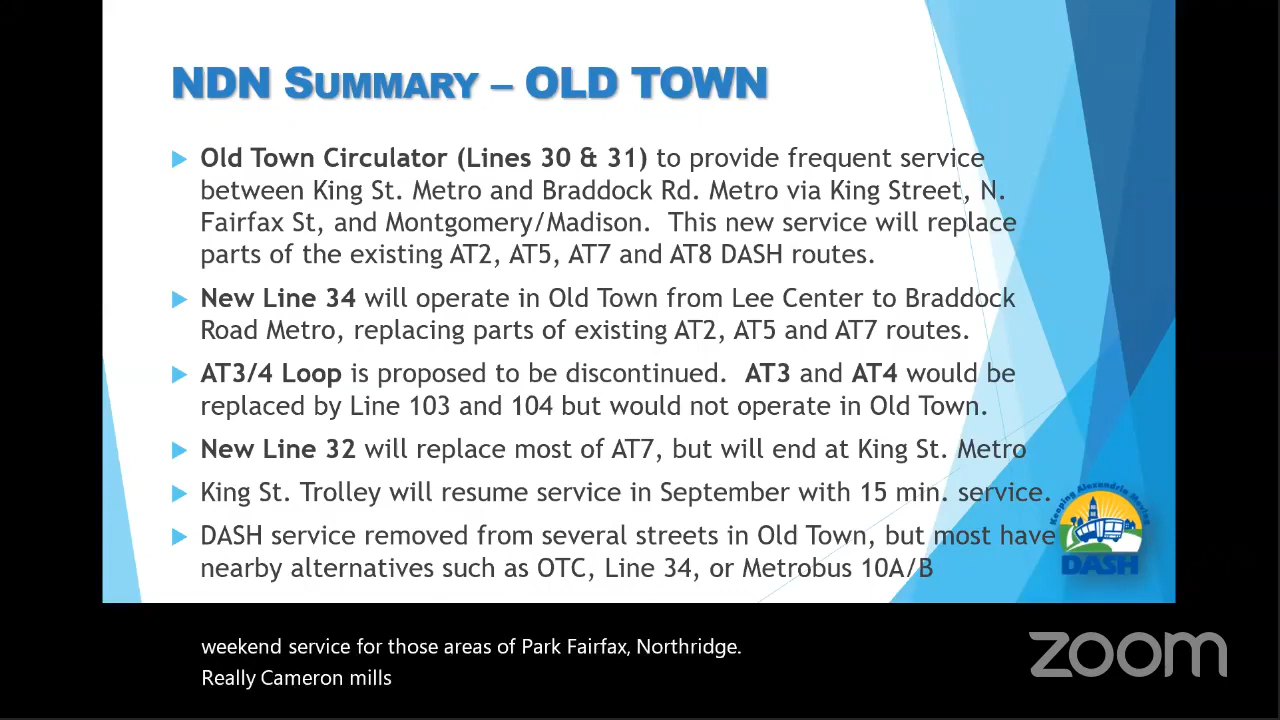 NDN SUMMARY – OLD TOWN
Old Town Circulator (Lines 30 & 31) to provide frequent service
between King St. Metro and Braddock Rd. Metro via King Street, N.
Fairfax St, and Montgomery/Madison.  This new service will replace
parts of the existing AT2, AT5, AT7 and AT8 DASH routes.
New Line 34 will operate in Old Town from Lee Center to Braddock
Road Metro, replacing parts of existing AT2, AT5 and AT7 routes.
AT3/4 Loop is proposed to be discontinued.  AT3 and AT4 would be
replaced by Line 103 and 104 but would not operate in Old Town.
New Line 32 will replace most of AT7, but will end at King St. Metro
King St. Trolley will resume service in September with 15 min. service.
DASH service removed from several streets in Old Town, but most have
nearby alternatives such as OTC, Line 34, or Metrobus 10A/B
Keeping Alexandria Moving
DASH
weekend service for those areas of Park Fairfax, Northridge.
Really Cameron mills
zoom